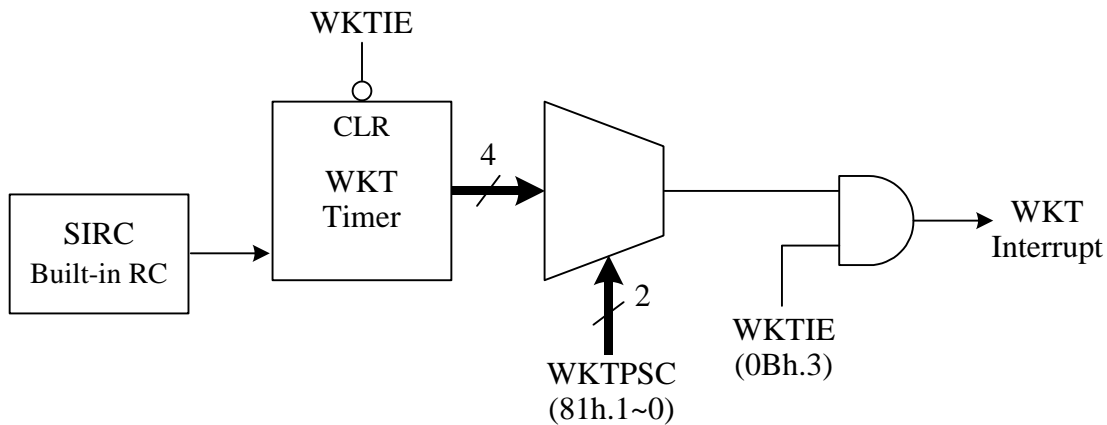 WKTIE
CLR
WKT
Timer
4
SIRC
Built-in RC
WKT
Interrupt
2
WKTPSC
(81h.1~0)
WKTIE
(0Bh.3)